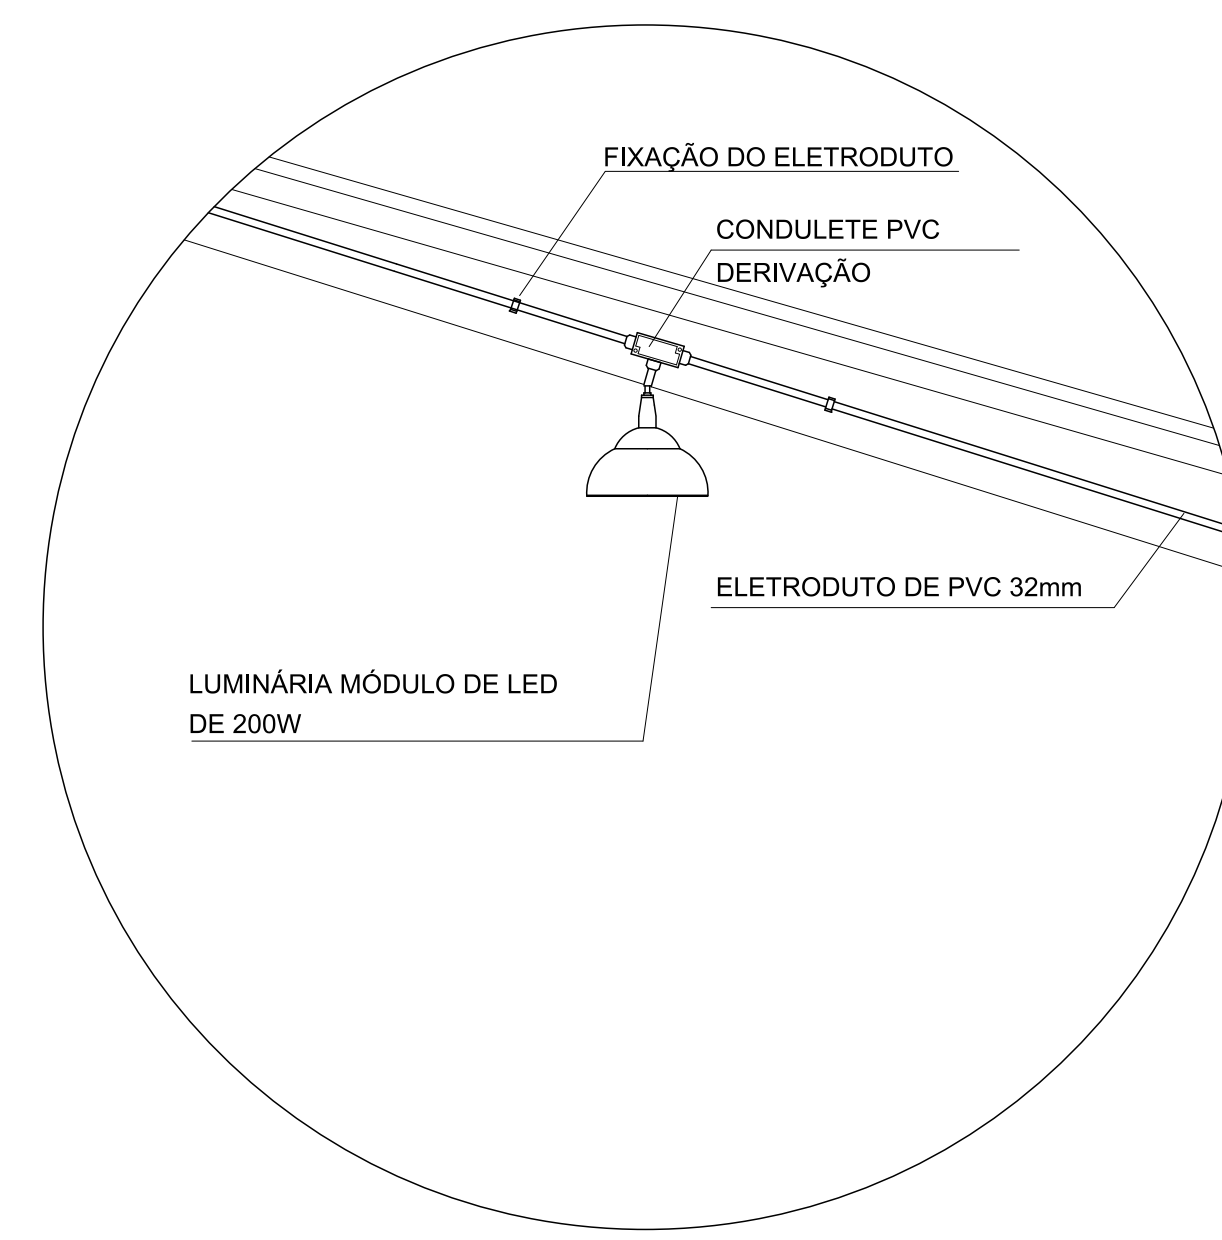 FIXAÇÃO DO ELETRODUTO
CONDULETE PVC
DERIVAÇÃO
ELETRODUTO DE PVC 32mm
LUMINÁRIA MÓDULO DE LED
DE 200W